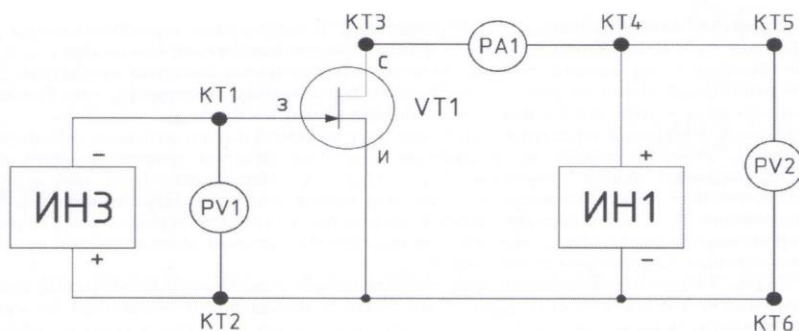 КТ3
КТ4
КТ5
PA1
С
КТ1
З
VT1
И
-
ИН3
+
PV1
+
ИН1
-
PV2
КТ2
КТ6